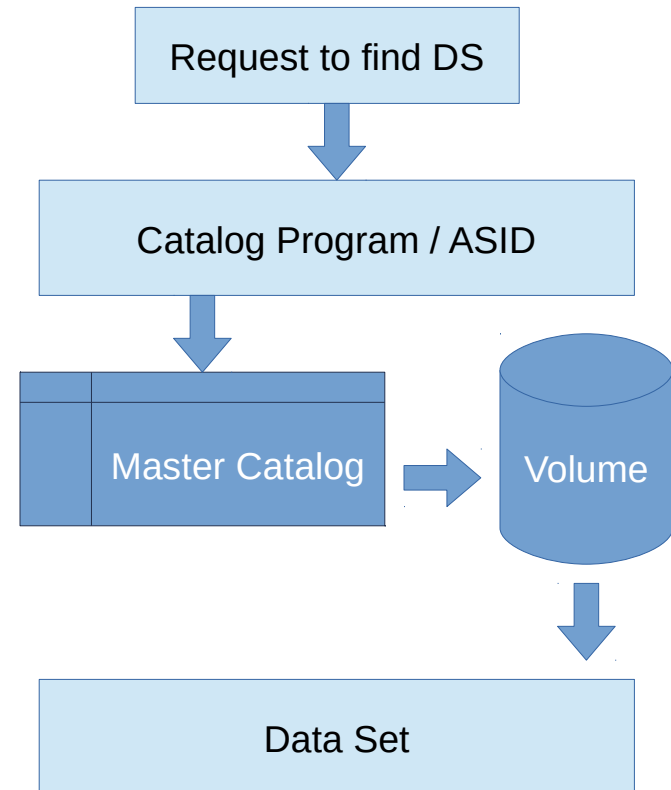 Request to find DS
Catalog Program / ASID
Master Catalog
Volume
Data Set